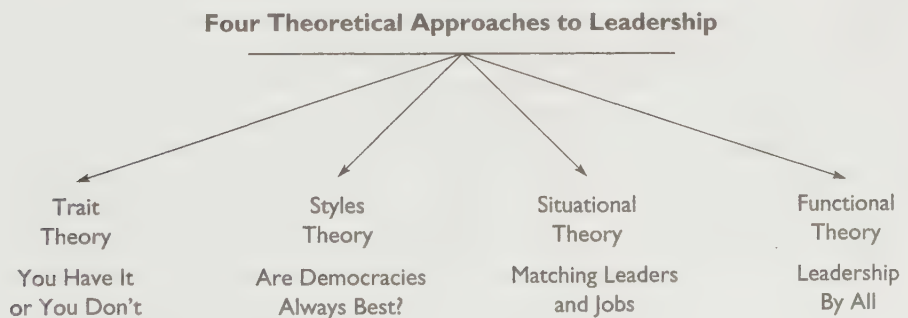 Four Theoretical Approaches to Leadership
Trait
Theory
You Have It
or You Don't
Styles
Theory
Are Democracies
Always Best?
Situational
Theory
Matching Leaders
and Jobs
Functional
Theory
Leadership
By All